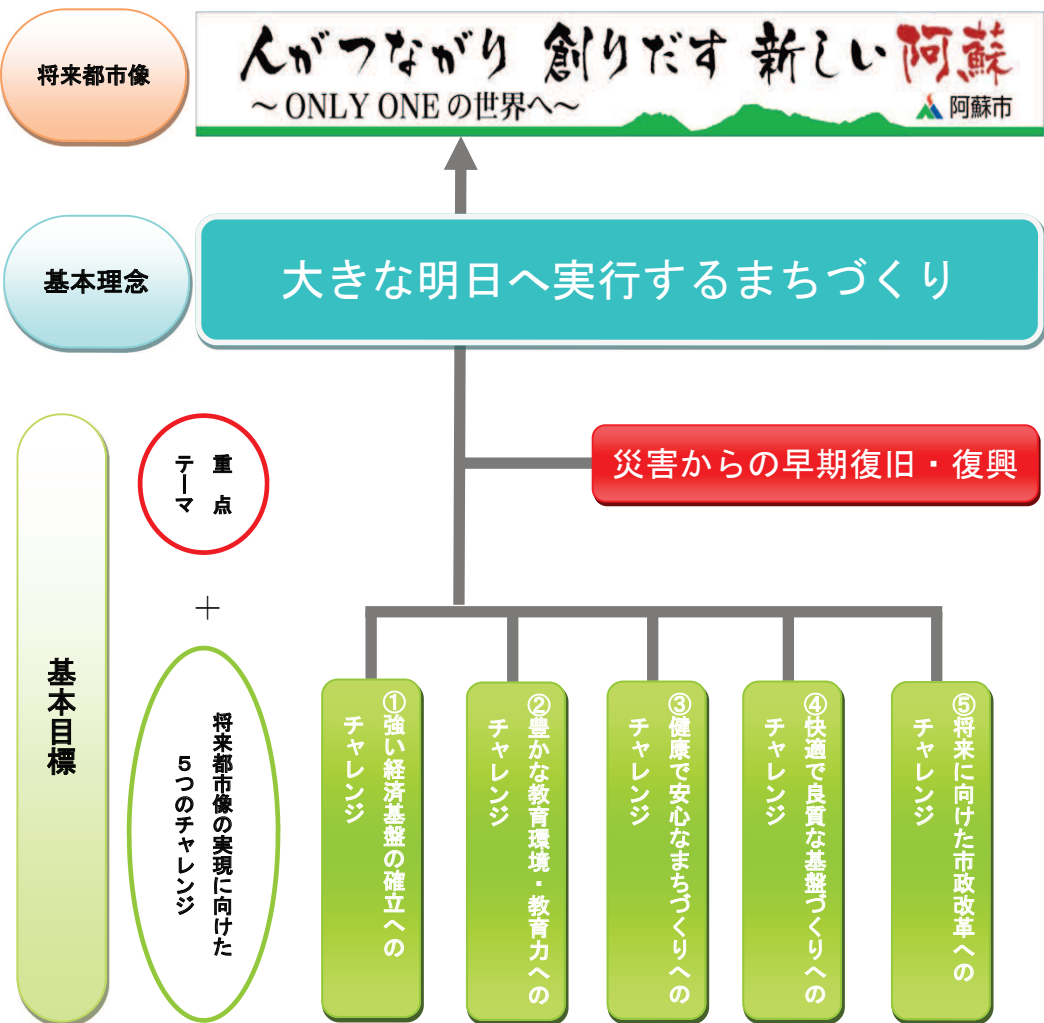 将来都市像
人がつながり 創りだす 新しい阿蘇
～ONLY ONEの世界へ～
阿蘇市
基本理念
大きな明日へ実行するまちづくり
基本目標
重点
テーマ
災害からの早期復旧・復興
＋
将来都市像の実現に向けた
５つのチャレンジ
①強い経済基盤の確立への
チャレンジ
②豊かな教育環境・教育力への
チャレンジ
③健康で安心なまちづくりへの
チャレンジ
④快適で良質な基盤づくりへの
チャレンジ
⑤将来に向けた市政改革への
チャレンジ